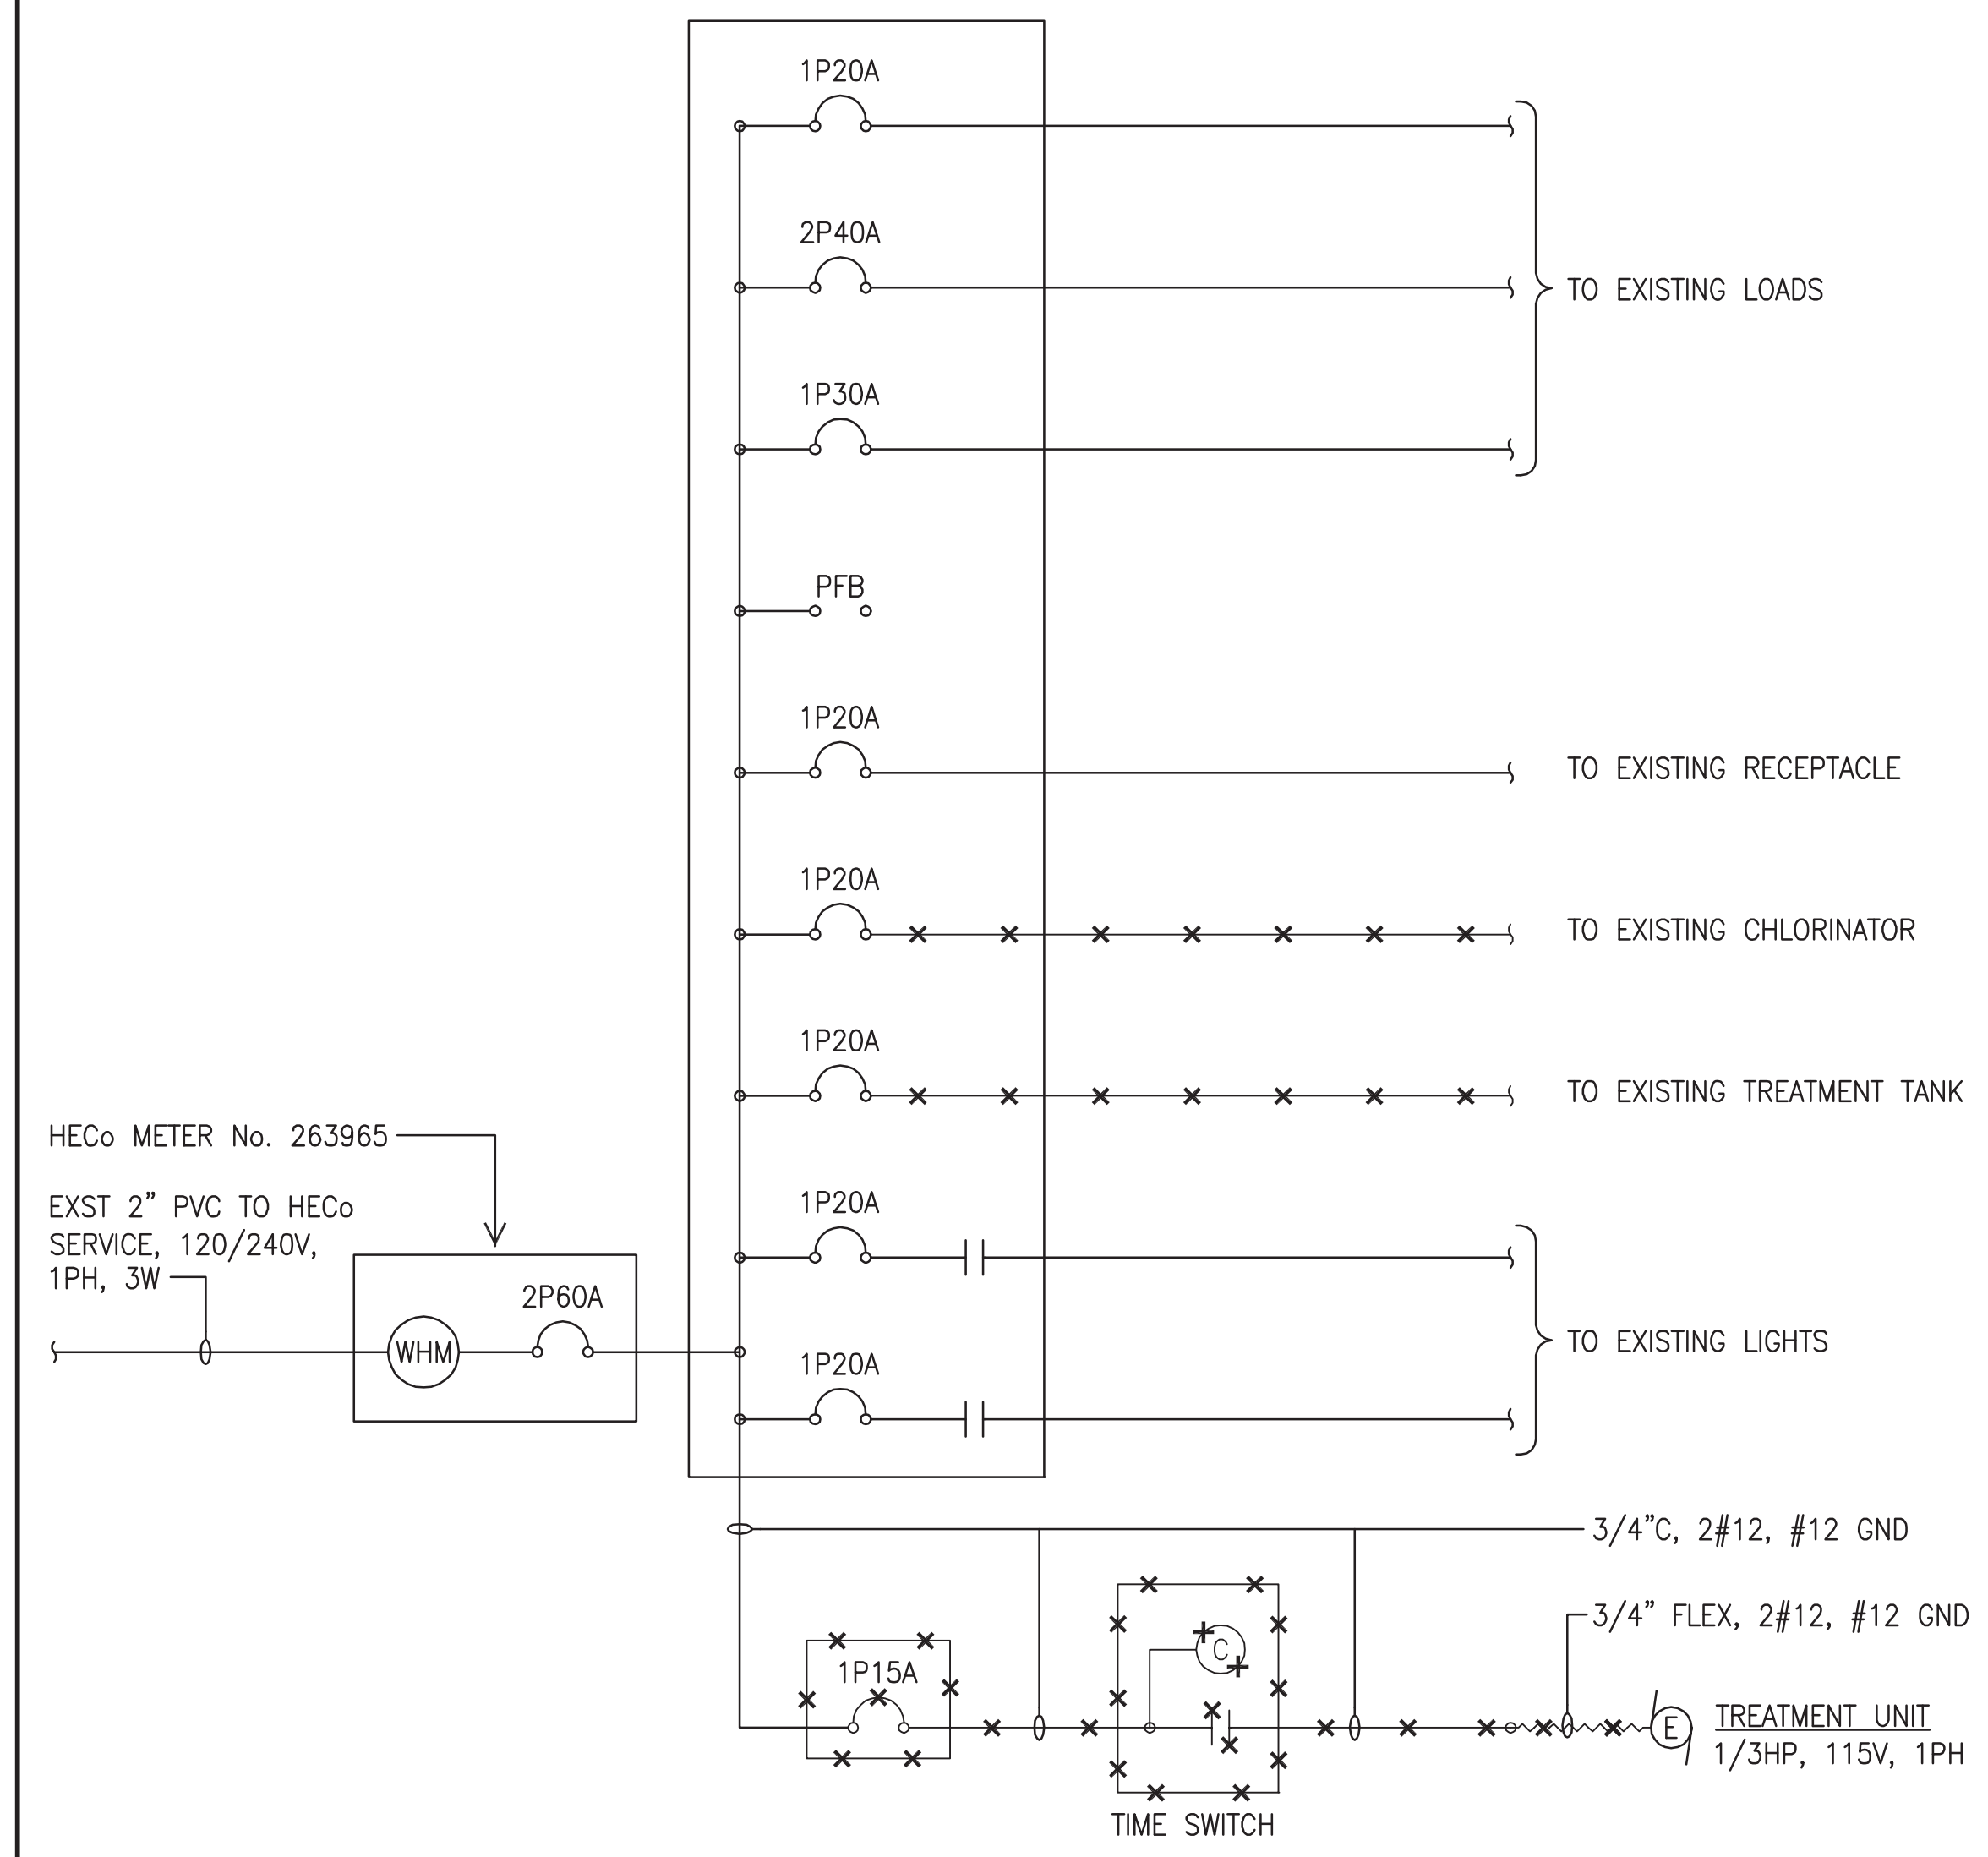 1P20A
2P40A
TO EXISTING LOADS
1P30A
PFB
1P20A
TO EXISTING RECEPTACLE
1P20A
TO EXISTING CHLORINATOR
1P20A
TO EXISTING TREATMENT TANK
HECo METER No. 263965
EXST 2" PVC TO HECo
SERVICE, 120/240V,
1PH, 3W
WHM
2P60A
1P20A
TO EXISTING LIGHTS
1P20A
3/4"C, 2#12, #12 GND
3/4" FLEX, 2#12, #12 GND
1P15A
C
TIME SWITCH
E
TREATMENT UNIT
1/3HP, 115V, 1PH